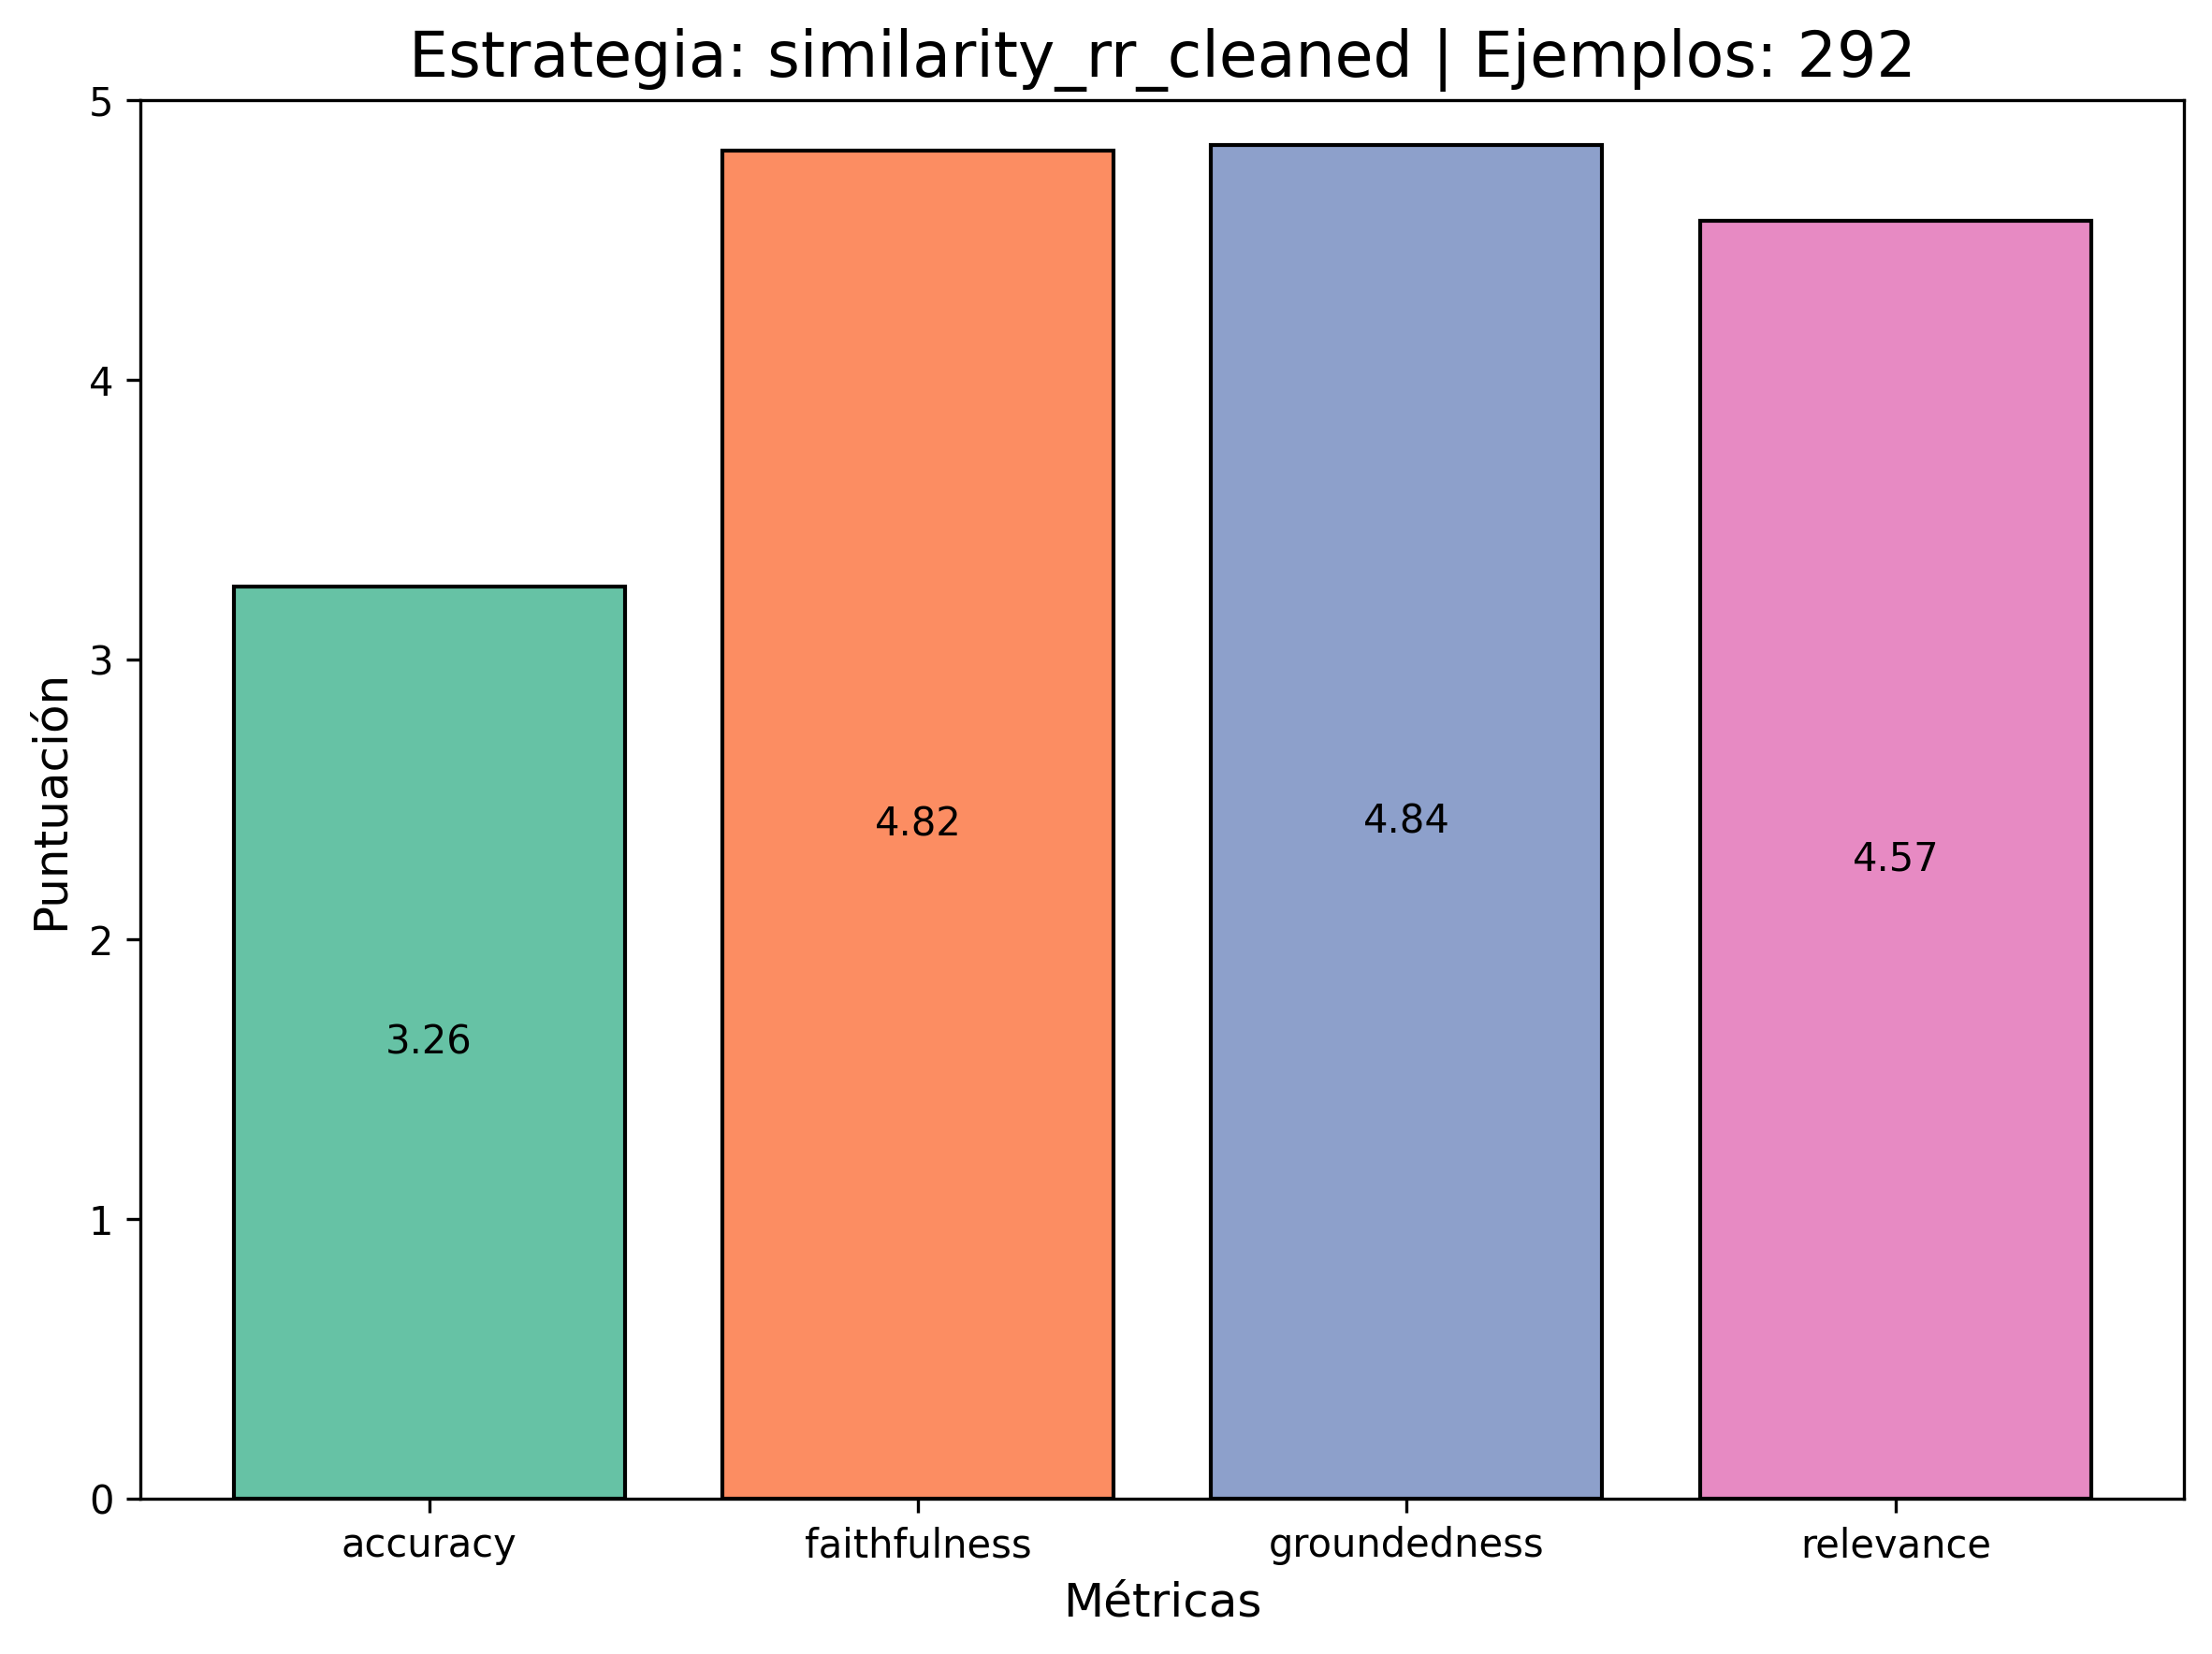 Estrategia: similarity_rr_cleaned | Ejemplos: 292
5
4
3
2
1
0
Puntuación
3.26
4.82
4.84
4.57
accuracy
faithfulness
groundedness
relevance
Métricas